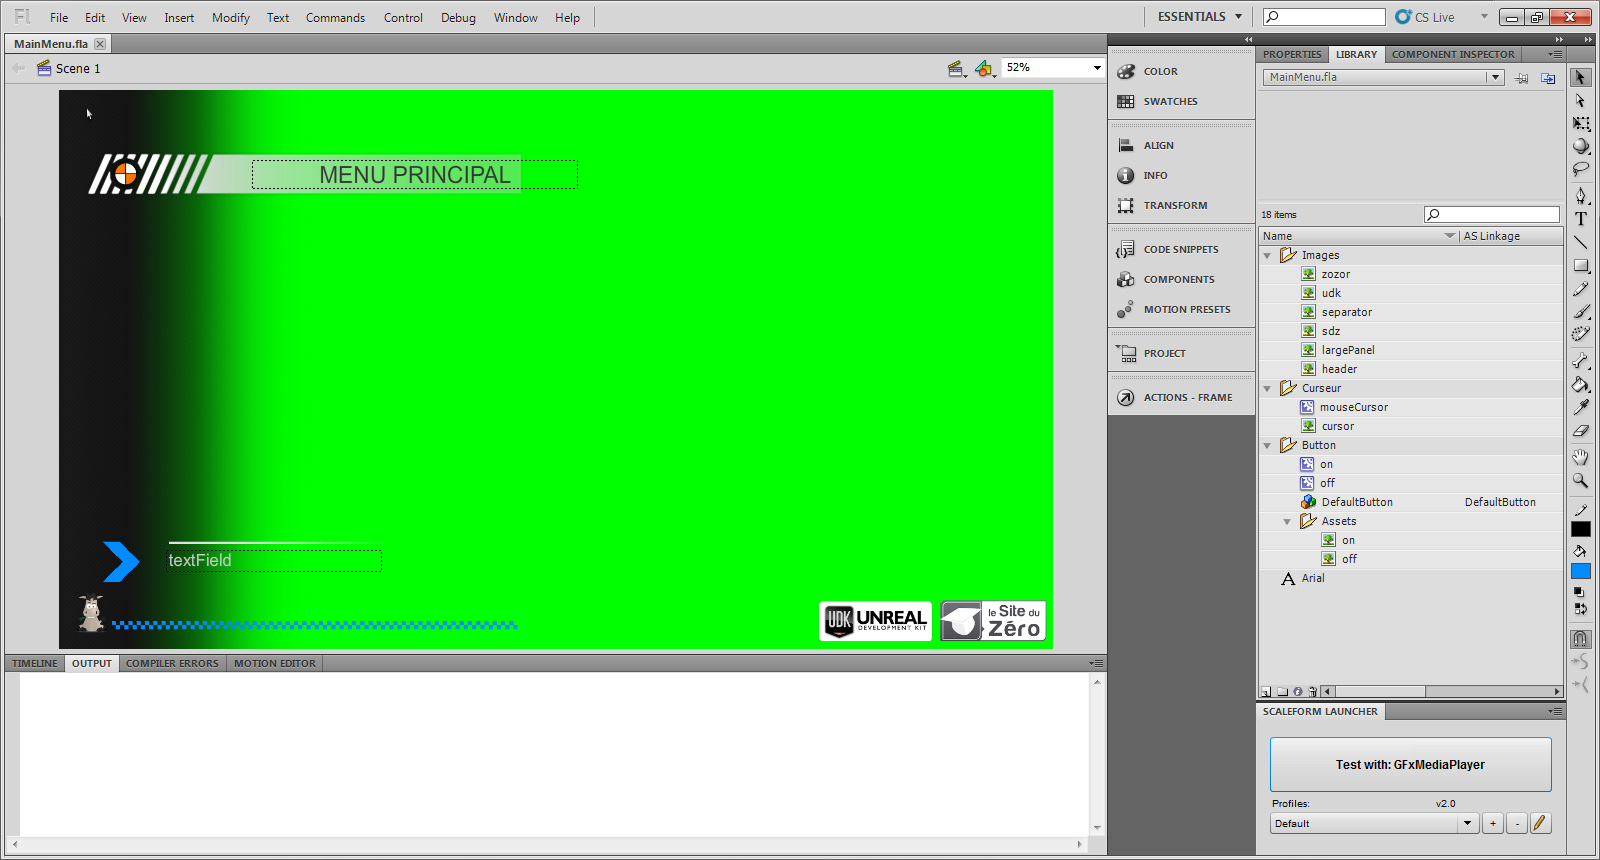 Fl File Edit View Insert Modify Text Commands Control Debug Window Help ESSENTIALS CS Live
MainMenu.fla
Scene 1 52%
MENU PRINCIPAL
textField
UDK UNREAL
DEVELOPMENT KIT
le Site du
Zéro
TIMELINE OUTPUT COMPILER ERRORS MOTION EDITOR
COLOR
SWATCHES
ALIGN
INFO
TRANSFORM
CODE SNIPPETS
COMPONENTS
MOTION PRESETS
PROJECT
ACTIONS - FRAME
PROPERTIES LIBRARY COMPONENT INSPECTOR
MainMenu.fla
18 items
Name AS Linkage
Images
zozor
udk
separator
sdz
largePanel
header
Curseur
mouseCursor
cursor
Button
on
off
DefaultButton DefaultButton
Assets
on
off
A Arial
SCALEFORM LAUNCHER
Test with: GFxMediaPlayer
Profiles: v2.0
Default + -
T